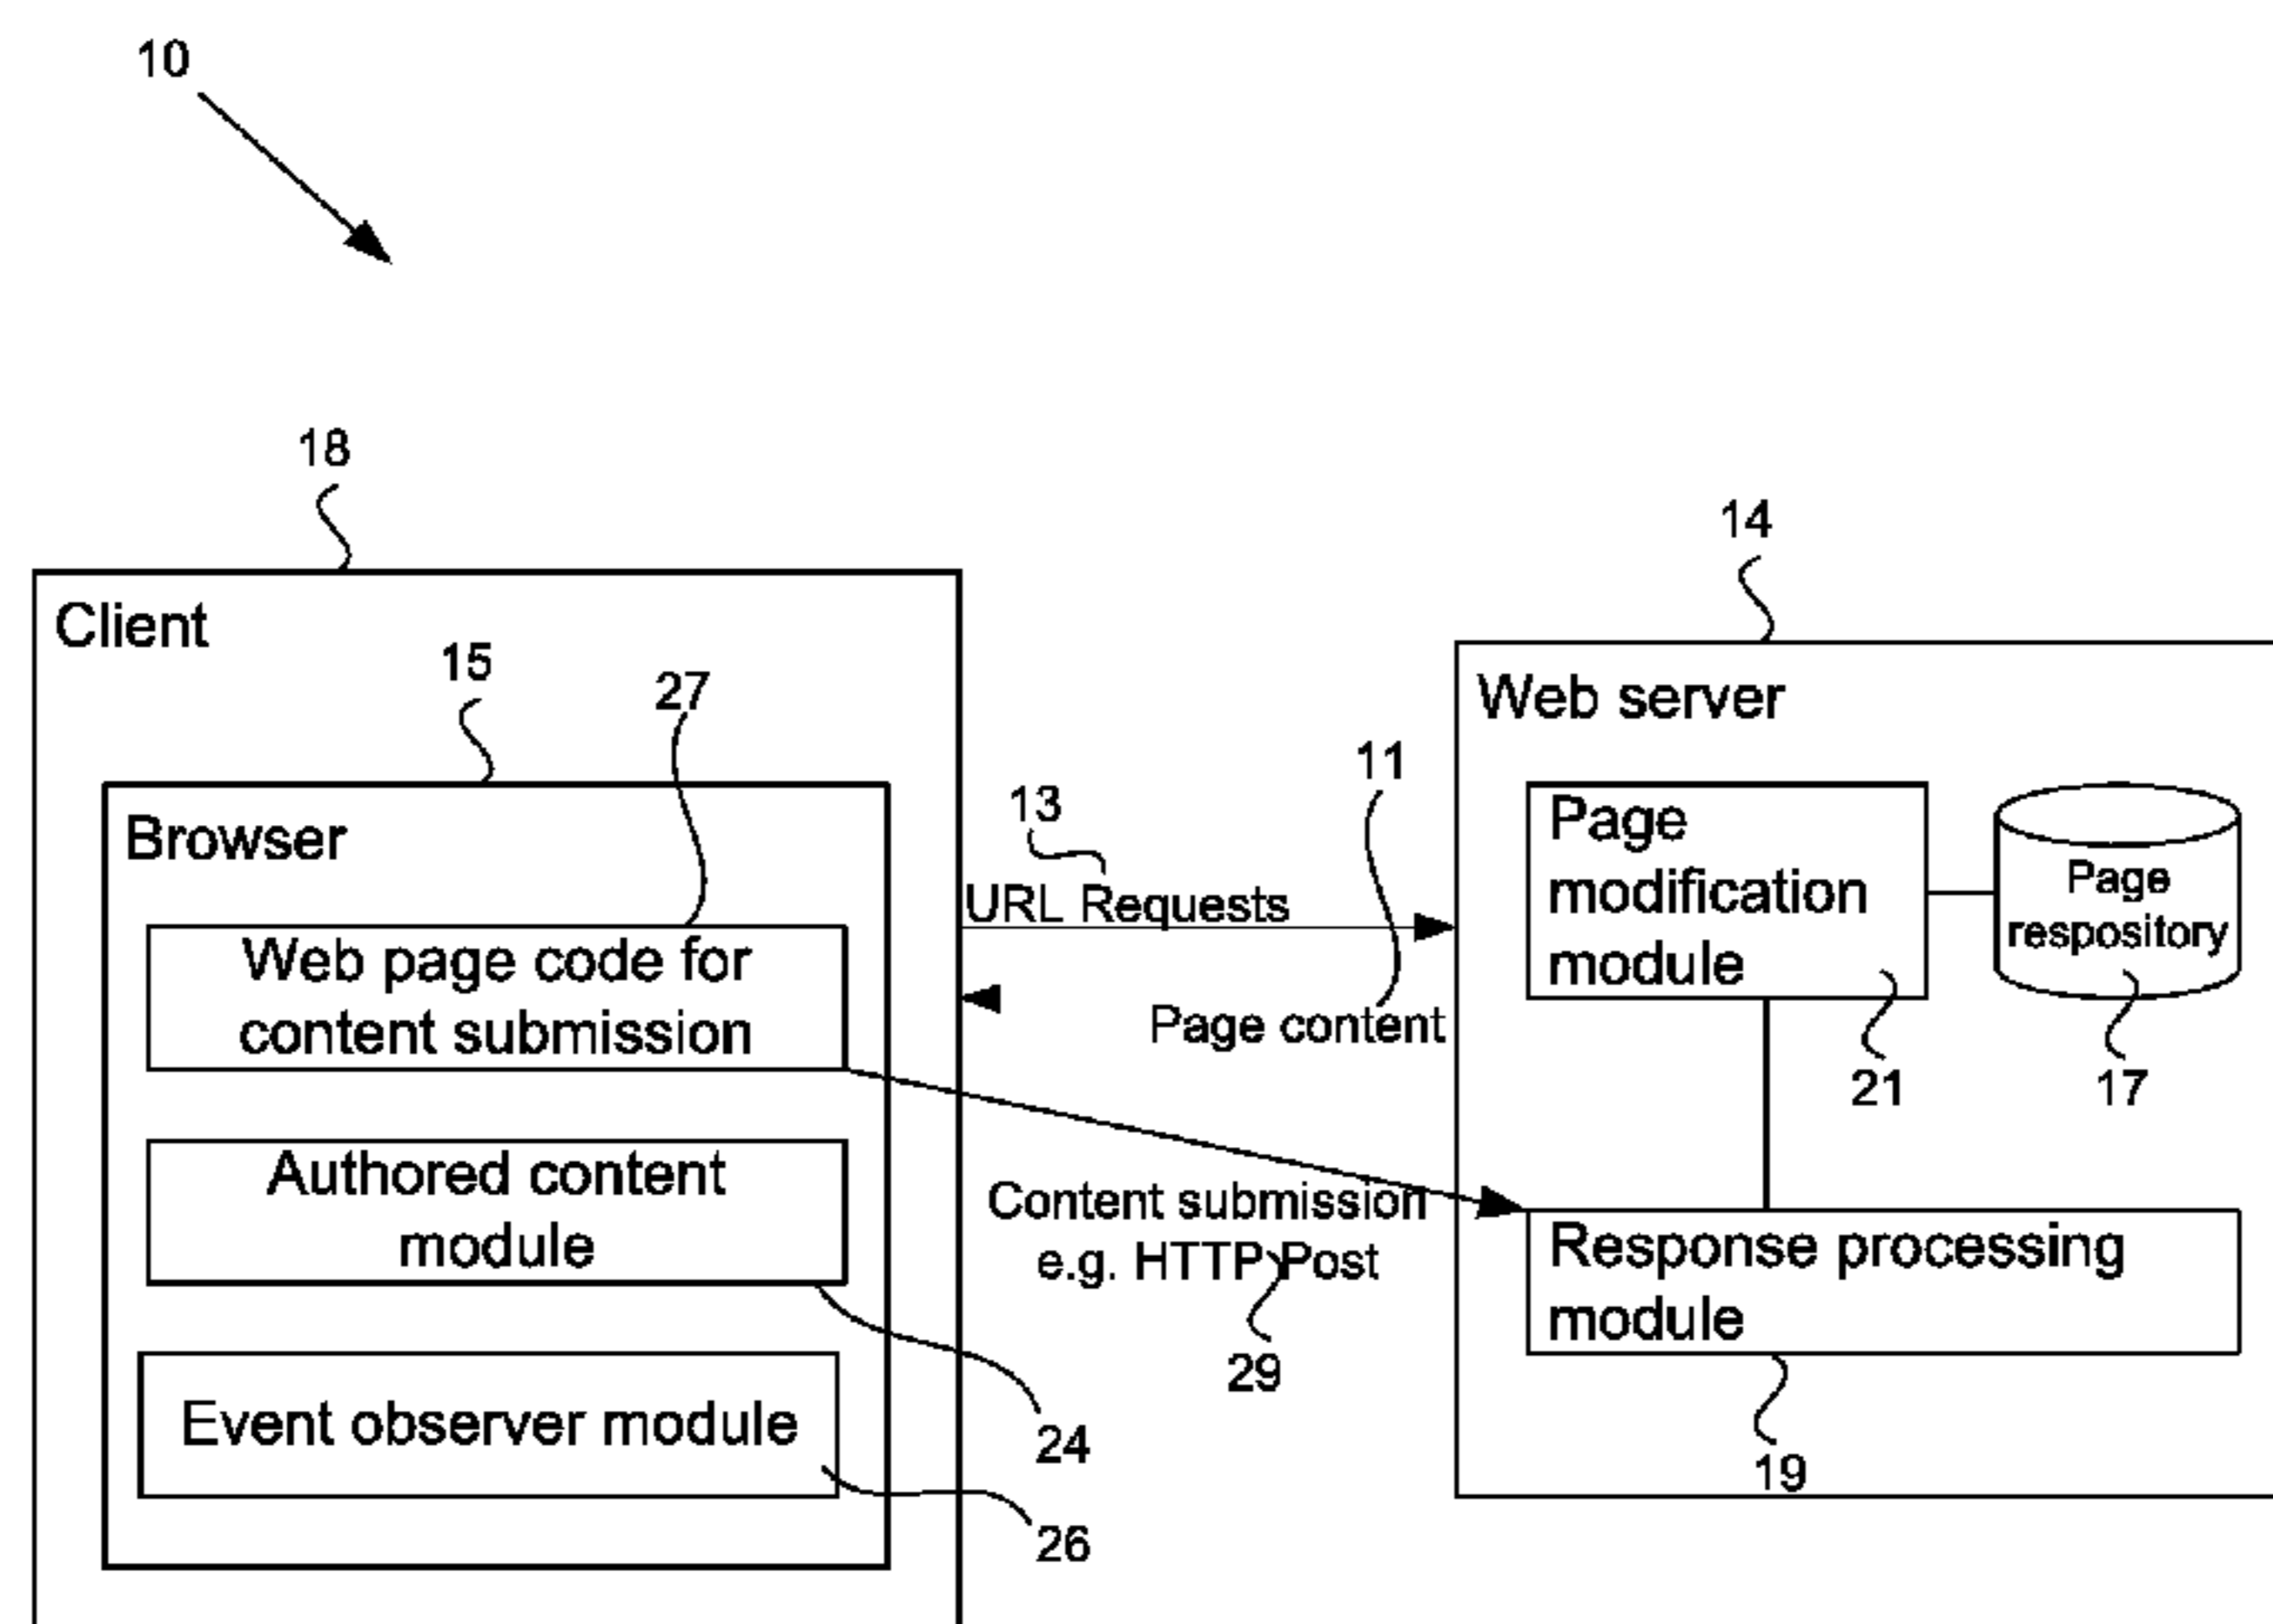 10
18
14
Client
15
27
Web server
11
13
Browser
Page
modification
module
Page
respository
URL Requests
Web page code for
content submission
Page content
21
17
Authored content
module
Content submission
e.g. HTTP Post
Response processing
module
29
Event observer module
24
19
26